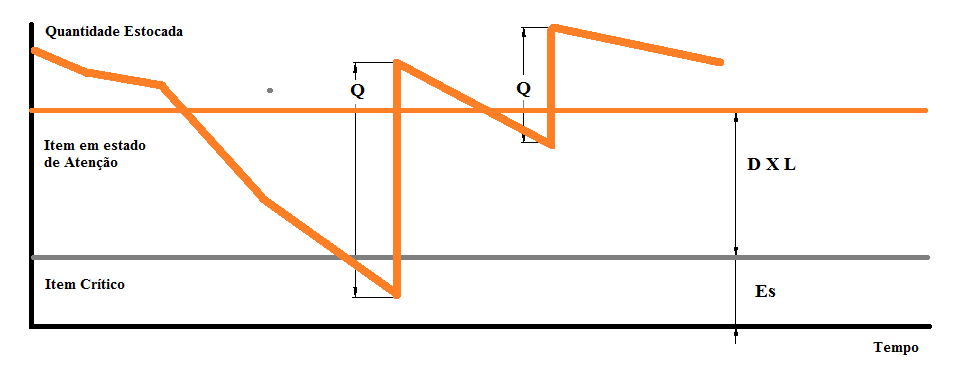 Quantidade Estocada
Q
Q
Item em estado
de Atenção
D X L
Item Crítico
Es
Tempo